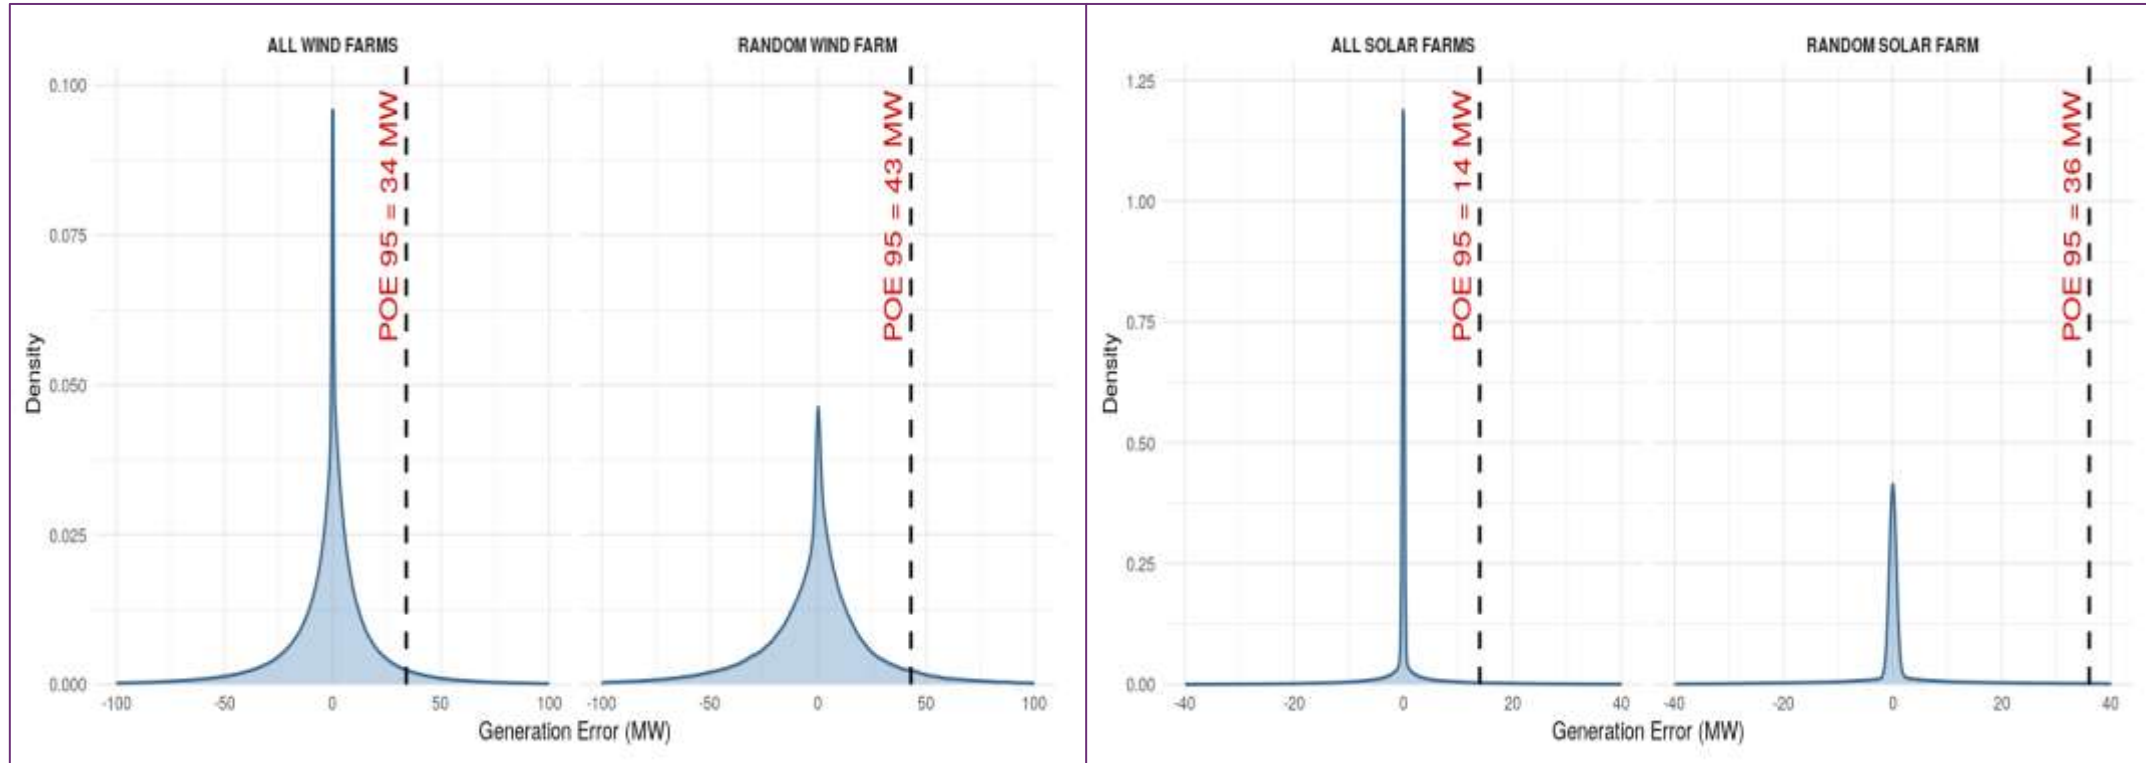 ALL WIND FARMS
RANDOM WIND FARM
POE 95 = 34 MW
POE 95 = 43 MW
0.100
0.075
0.050
0.025
0.000
Density
-100
-50
0
50
100
-100
-50
0
50
100
Generation Error (MW)
ALL SOLAR FARMS
RANDOM SOLAR FARM
POE 95 = 14 MW
POE 95 = 36 MW
1.25
1.00
0.75
0.50
0.25
0.00
Density
-40
-20
0
20
40
-40
-20
0
20
40
Generation Error (MW)